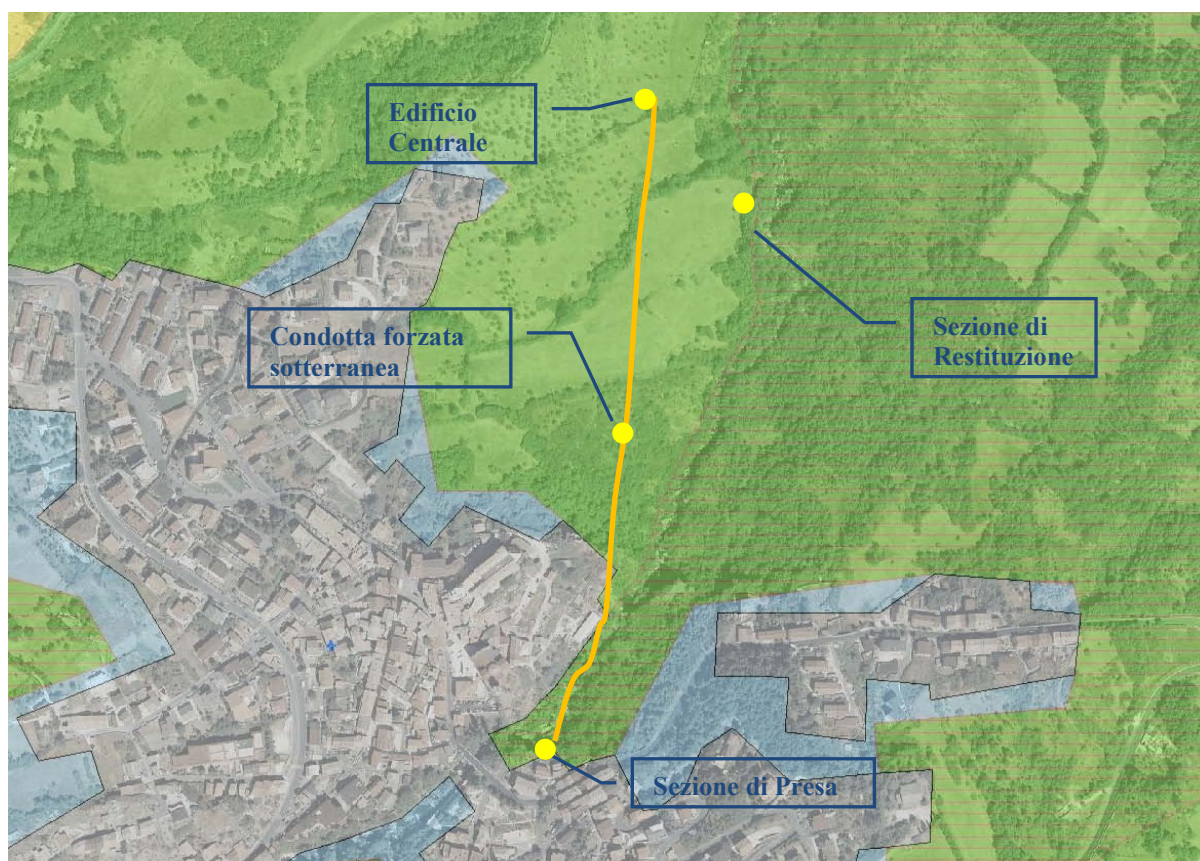 Edificio
Centrale
Condotta forzata
sotterranea
Sezione di
Restituzione
Sezione di Presa